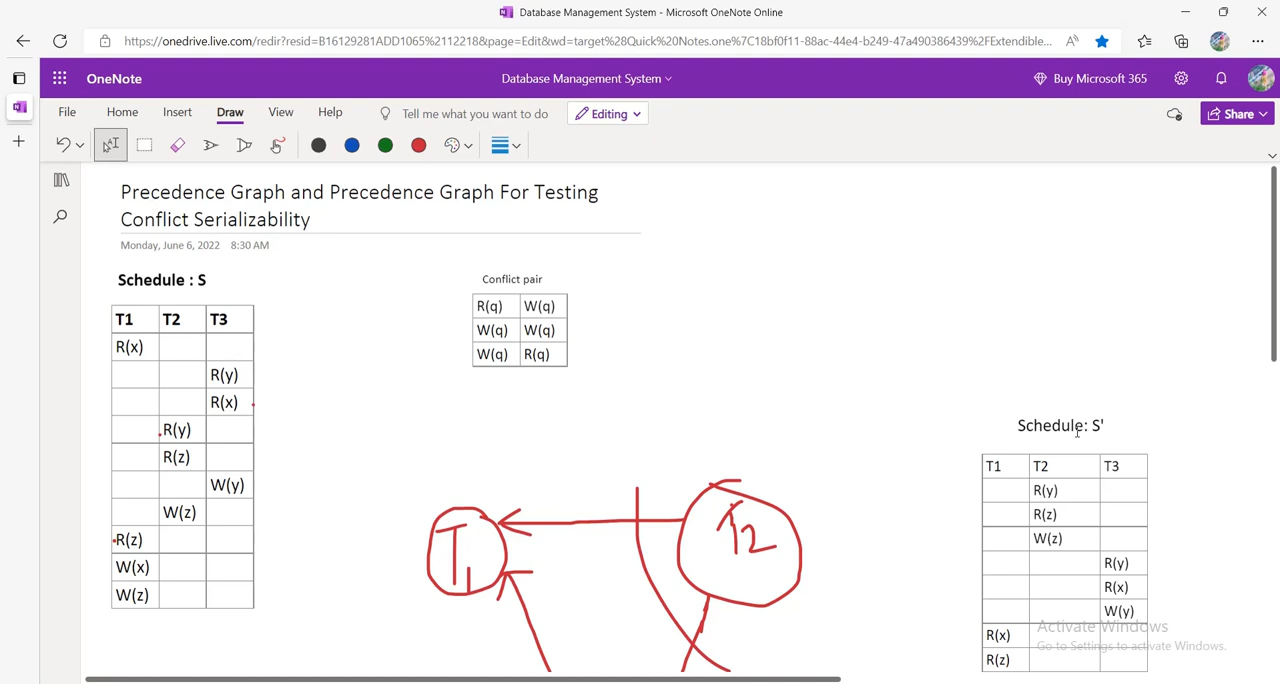 Database Management System - Microsoft OneNote Online
https://onedrive.live.com/redir?resid=B16129281ADD1065%2112218&page=Edit&wd=target%28Quick%20Notes.one%7C18bf0f11-88ac-44e4-b249-47a490386439%2FExtendible...
OneNote
Database Management System
Buy Microsoft 365
File Home Insert Draw View Help Tell me what you want to do Editing Share
Precedence Graph and Precedence Graph For Testing
Conflict Serializability
Monday, June 6, 2022 8:30 AM
Schedule : S
T1 T2 T3
R(x)
R(y)
R(x)
R(y)
R(z)
W(y)
W(z)
R(z)
W(x)
W(z)
Conflict pair
R(q) W(q)
W(q) W(q)
W(q) R(q)
T1
T2
Schedule: S'
T1 T2 T3
R(y)
R(z)
W(z)
R(y)
R(x)
W(y)
R(x)
R(z)
Activate Windows
Go to Settings to activate Windows.